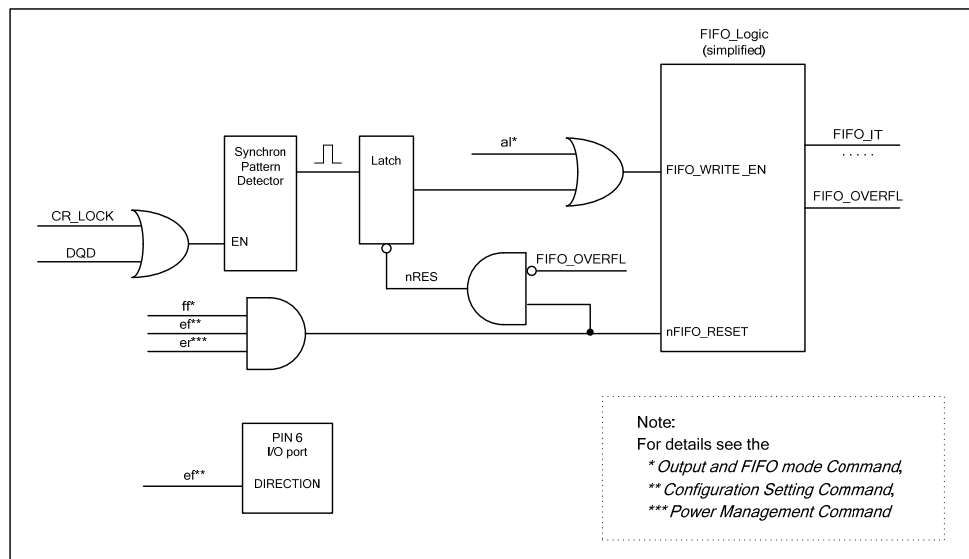 FIFO_Logic
(simplified)
Synchron
Pattern
Detector
EN
Latch
al*
FIFO_WRITE_EN
FIFO_IT
.....
FIFO_OVERFL
CR_LOCK
DQD
nRES
FIFO_OVERFL
ff*
ef**
er***
nFIFO_RESET
PIN 6
I/O port
DIRECTION
ef**
Note:
For details see the
* Output and FIFO mode Command,
** Configuration Setting Command,
*** Power Management Command